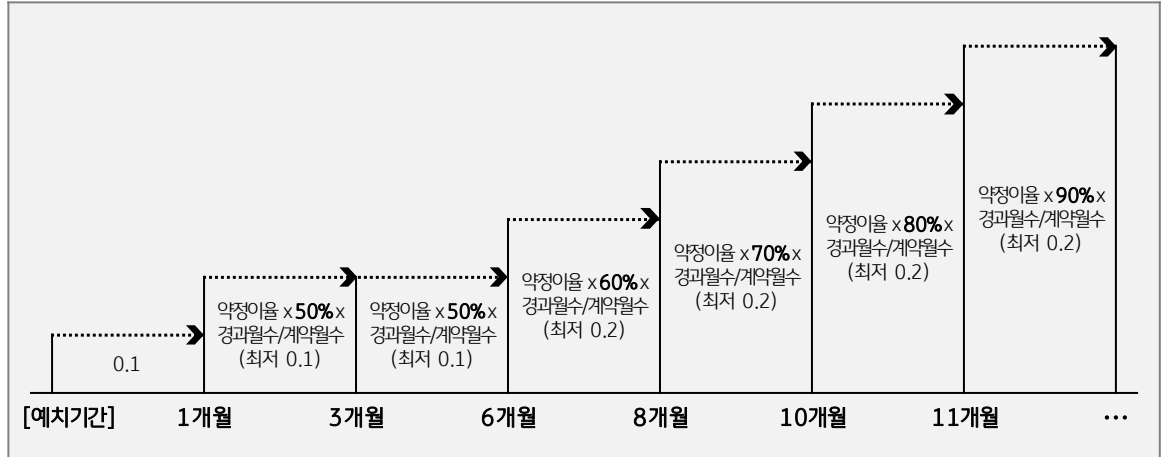 0.1
약정이율 x 50% x
경과월수/계약월수
(최저 0.1)
약정이율 x 50% x
경과월수/계약월수
(최저 0.1)
약정이율 x 60% x
경과월수/계약월수
(최저 0.2)
약정이율 x 70% x
경과월수/계약월수
(최저 0.2)
약정이율 x 80% x
경과월수/계약월수
(최저 0.2)
약정이율 x 90% x
경과월수/계약월수
(최저 0.2)
[예치기간] 1개월 3개월 6개월 8개월 10개월 11개월 …